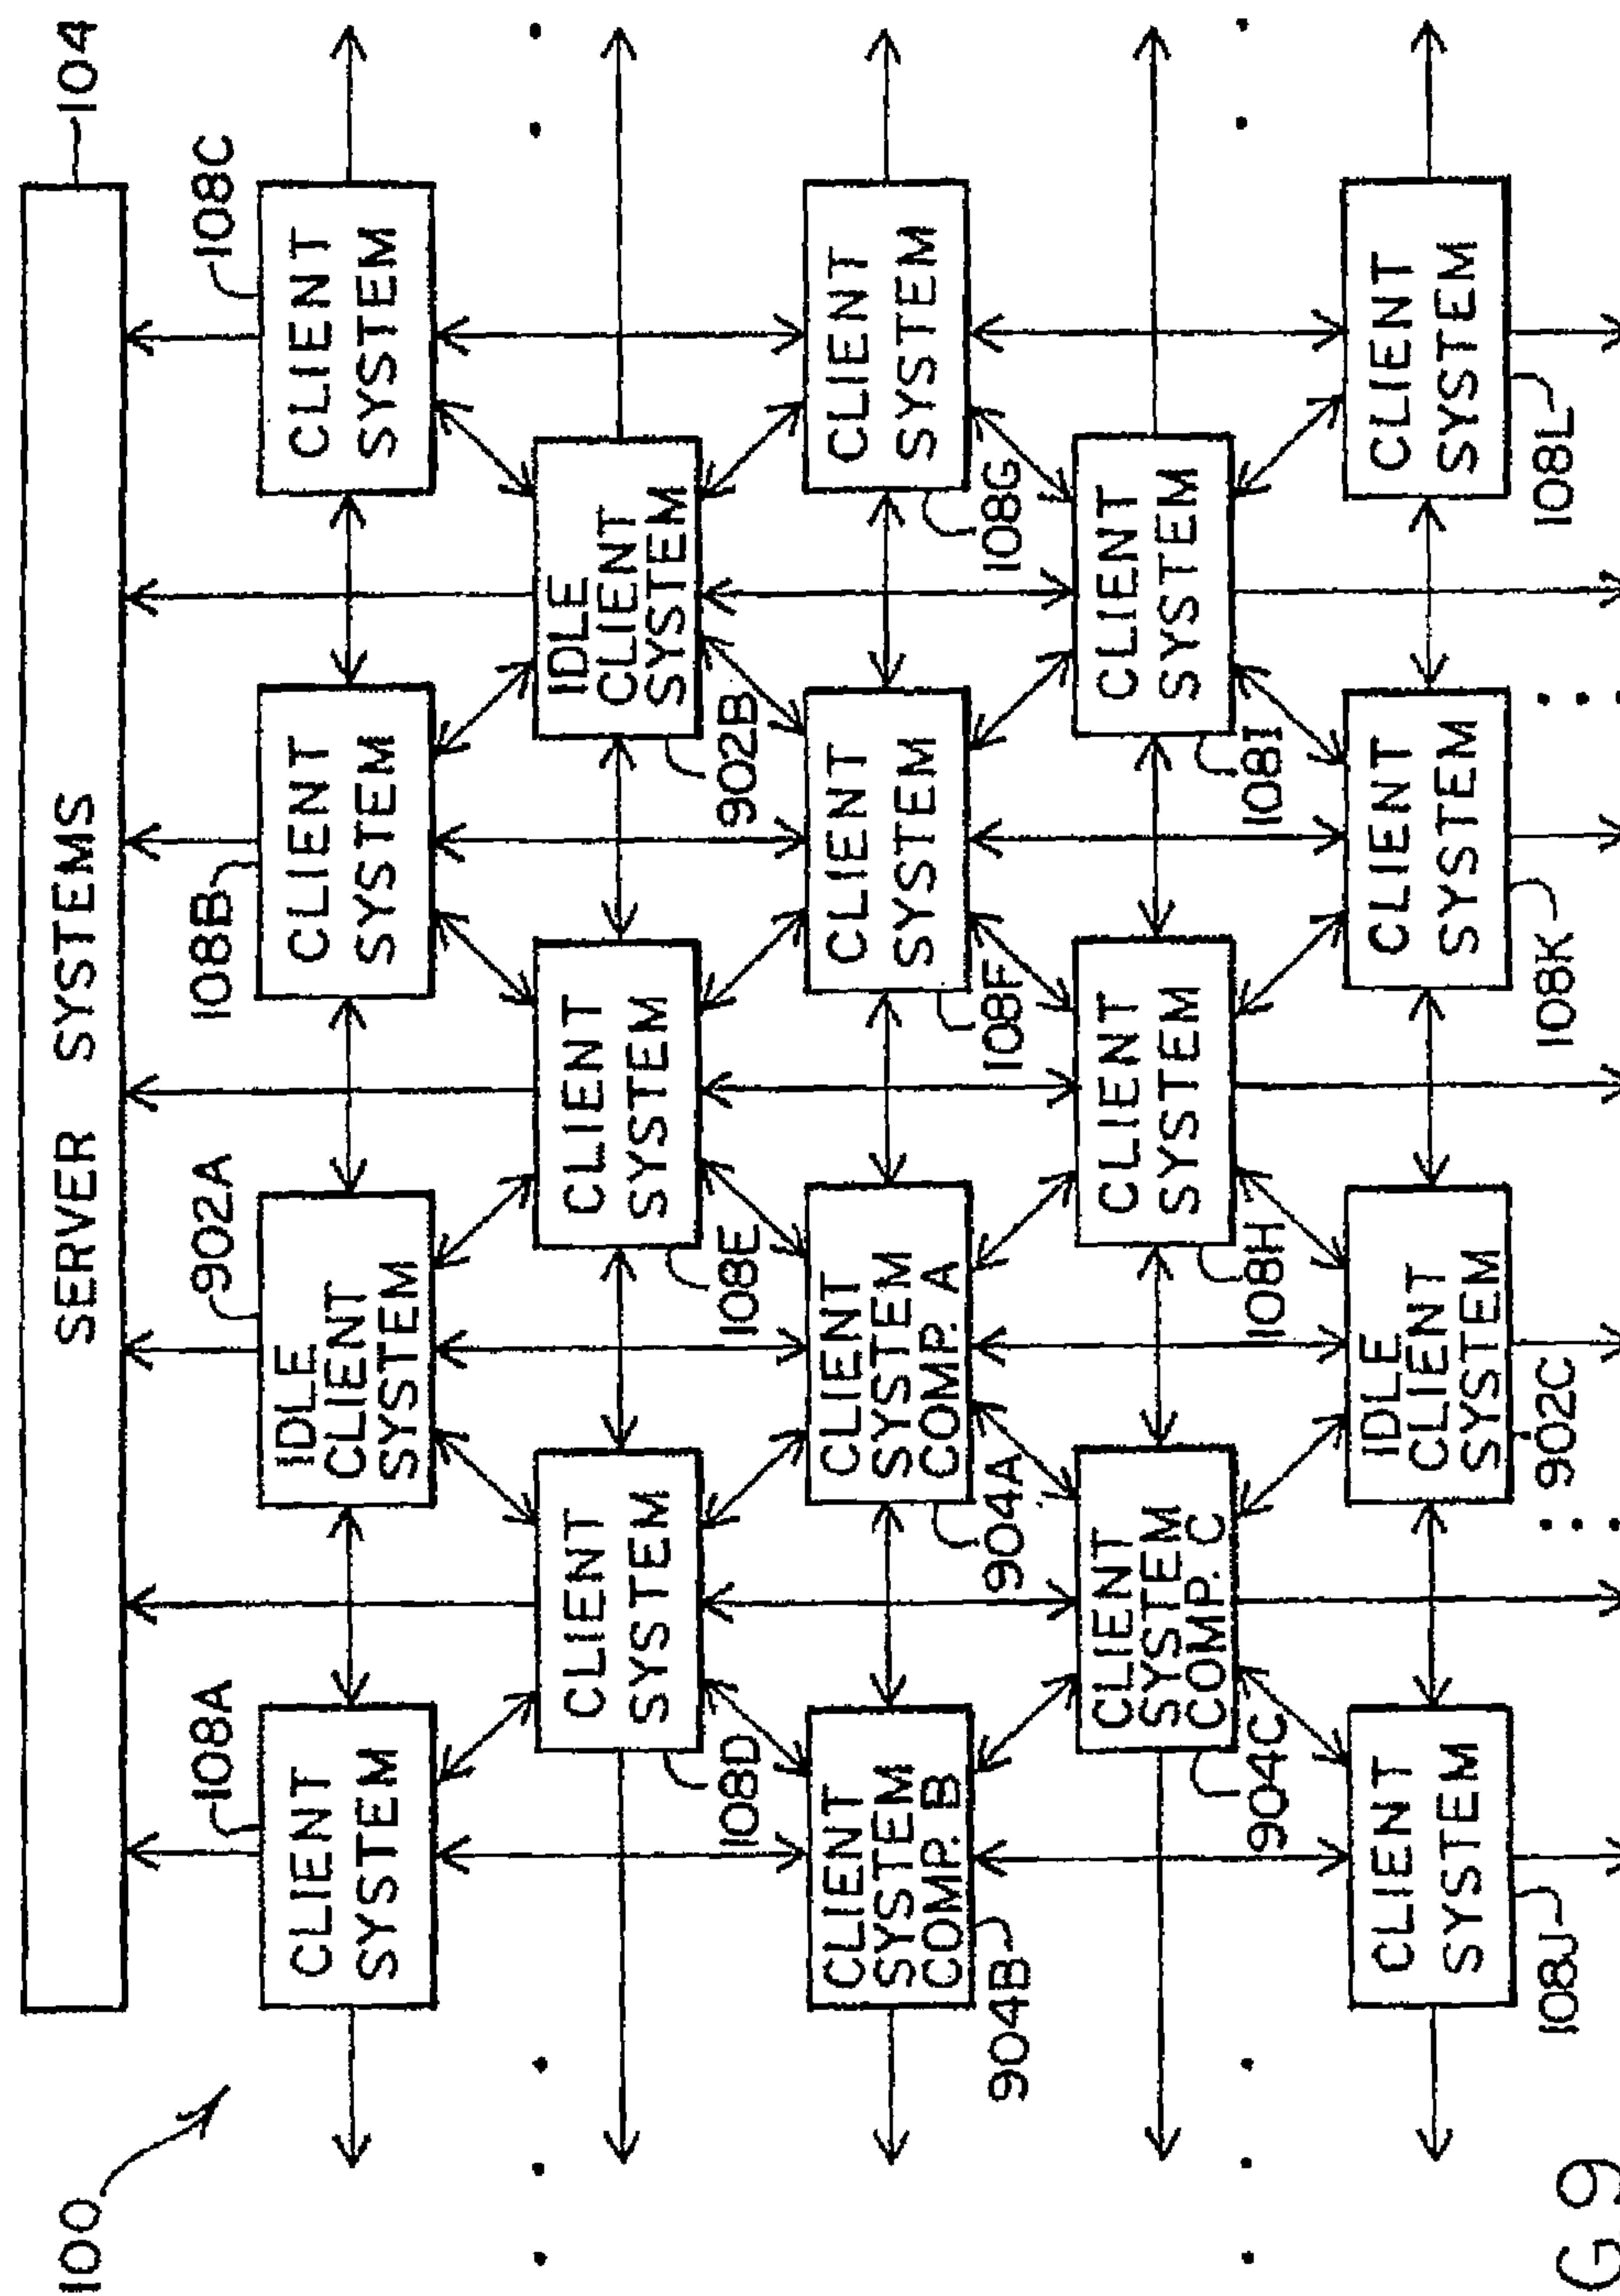 100
SERVER SYSTEMS
104
108A
902A
108B
108C
CLIENT
SYSTEM
IDLE
CLIENT
SYSTEM
CLIENT
SYSTEM
CLIENT
SYSTEM
CLIENT
SYSTEM
CLIENT
SYSTEM
IDLE
CLIENT
SYSTEM
108D
108E
902B
CLIENT
SYSTEM
COMP. B
CLIENT
SYSTEM
COMP. A
CLIENT
SYSTEM
CLIENT
SYSTEM
904B
904A
108F
108G
CLIENT
SYSTEM
COMP. C
CLIENT
SYSTEM
CLIENT
SYSTEM
904C
108H
108I
CLIENT
SYSTEM
IDLE
CLIENT
SYSTEM
CLIENT
SYSTEM
CLIENT
SYSTEM
108J
902C
108K
108L
G.9